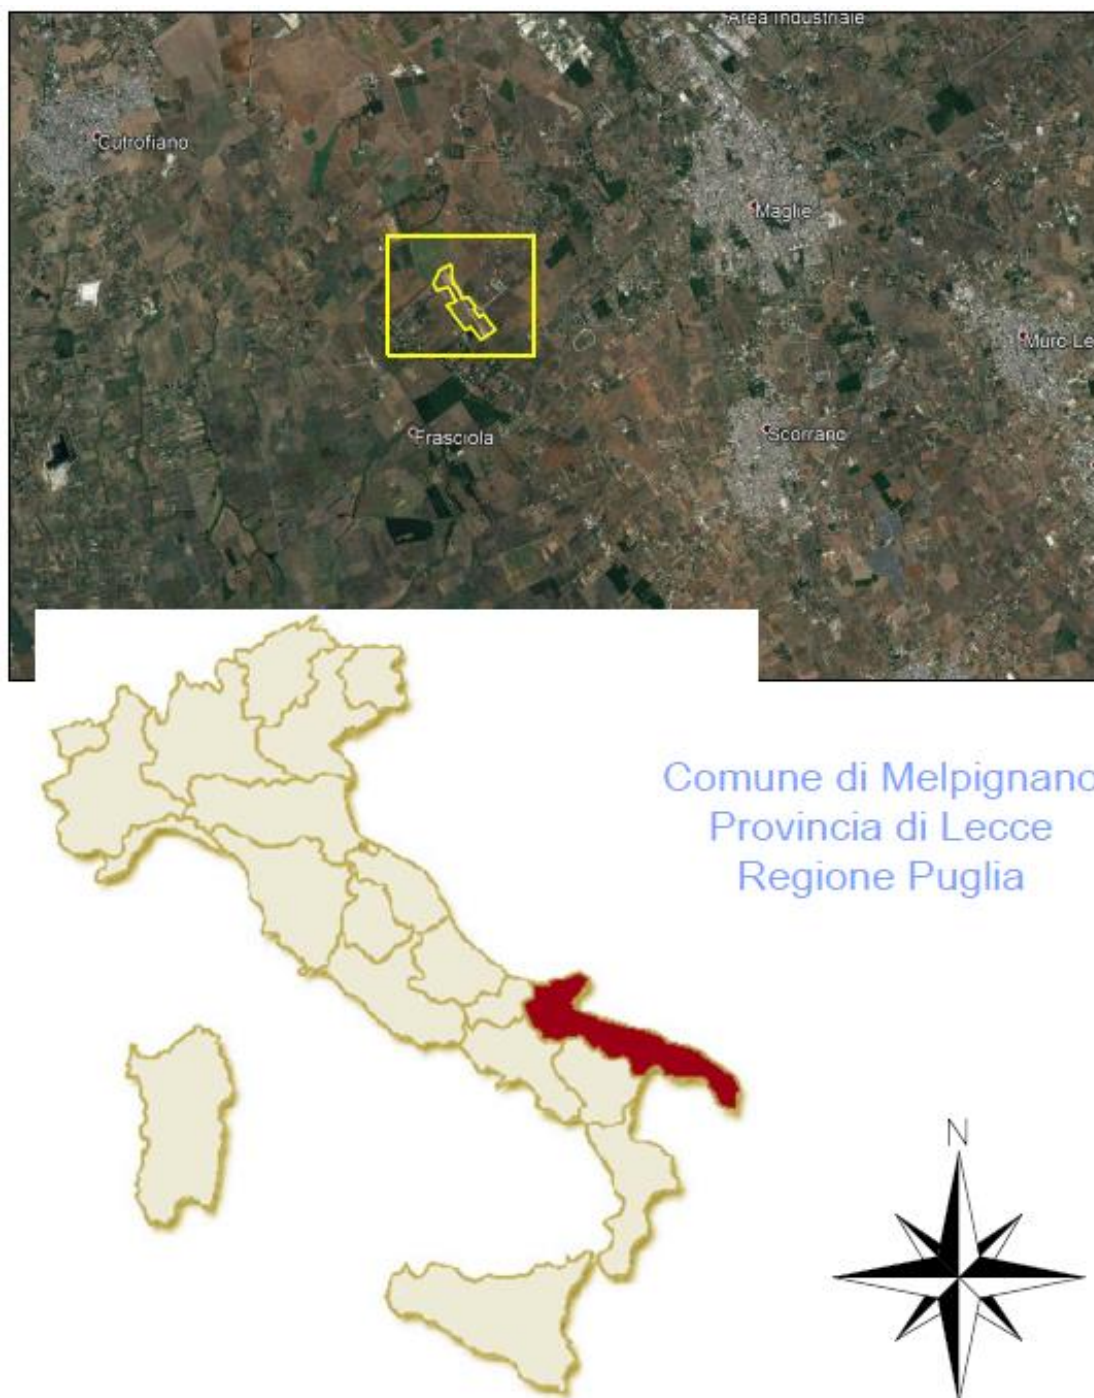 Area Industriale
Cutrofiano
Maglie
Muro Le
Frasciola
Scorrano
Comune di Melpignano
Provincia di Lecce
Regione Puglia
N